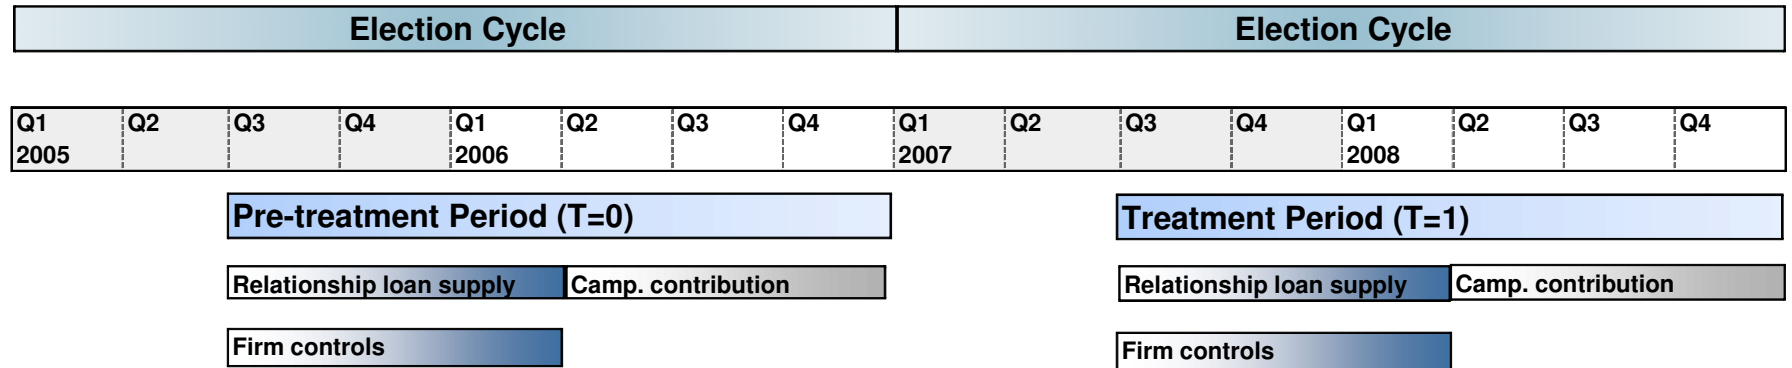 Election Cycle Election Cycle
Q1 Q2 Q3 Q4 Q1 Q2 Q3 Q4 Q1 Q2 Q3 Q4 Q1 Q2 Q3 Q4
2005 2006 2007 2008
Pre-treatment Period (T=0) Treatment Period (T=1)
Relationship loan supply Camp. contribution Relationship loan supply Camp. contribution
Firm controls Firm controls